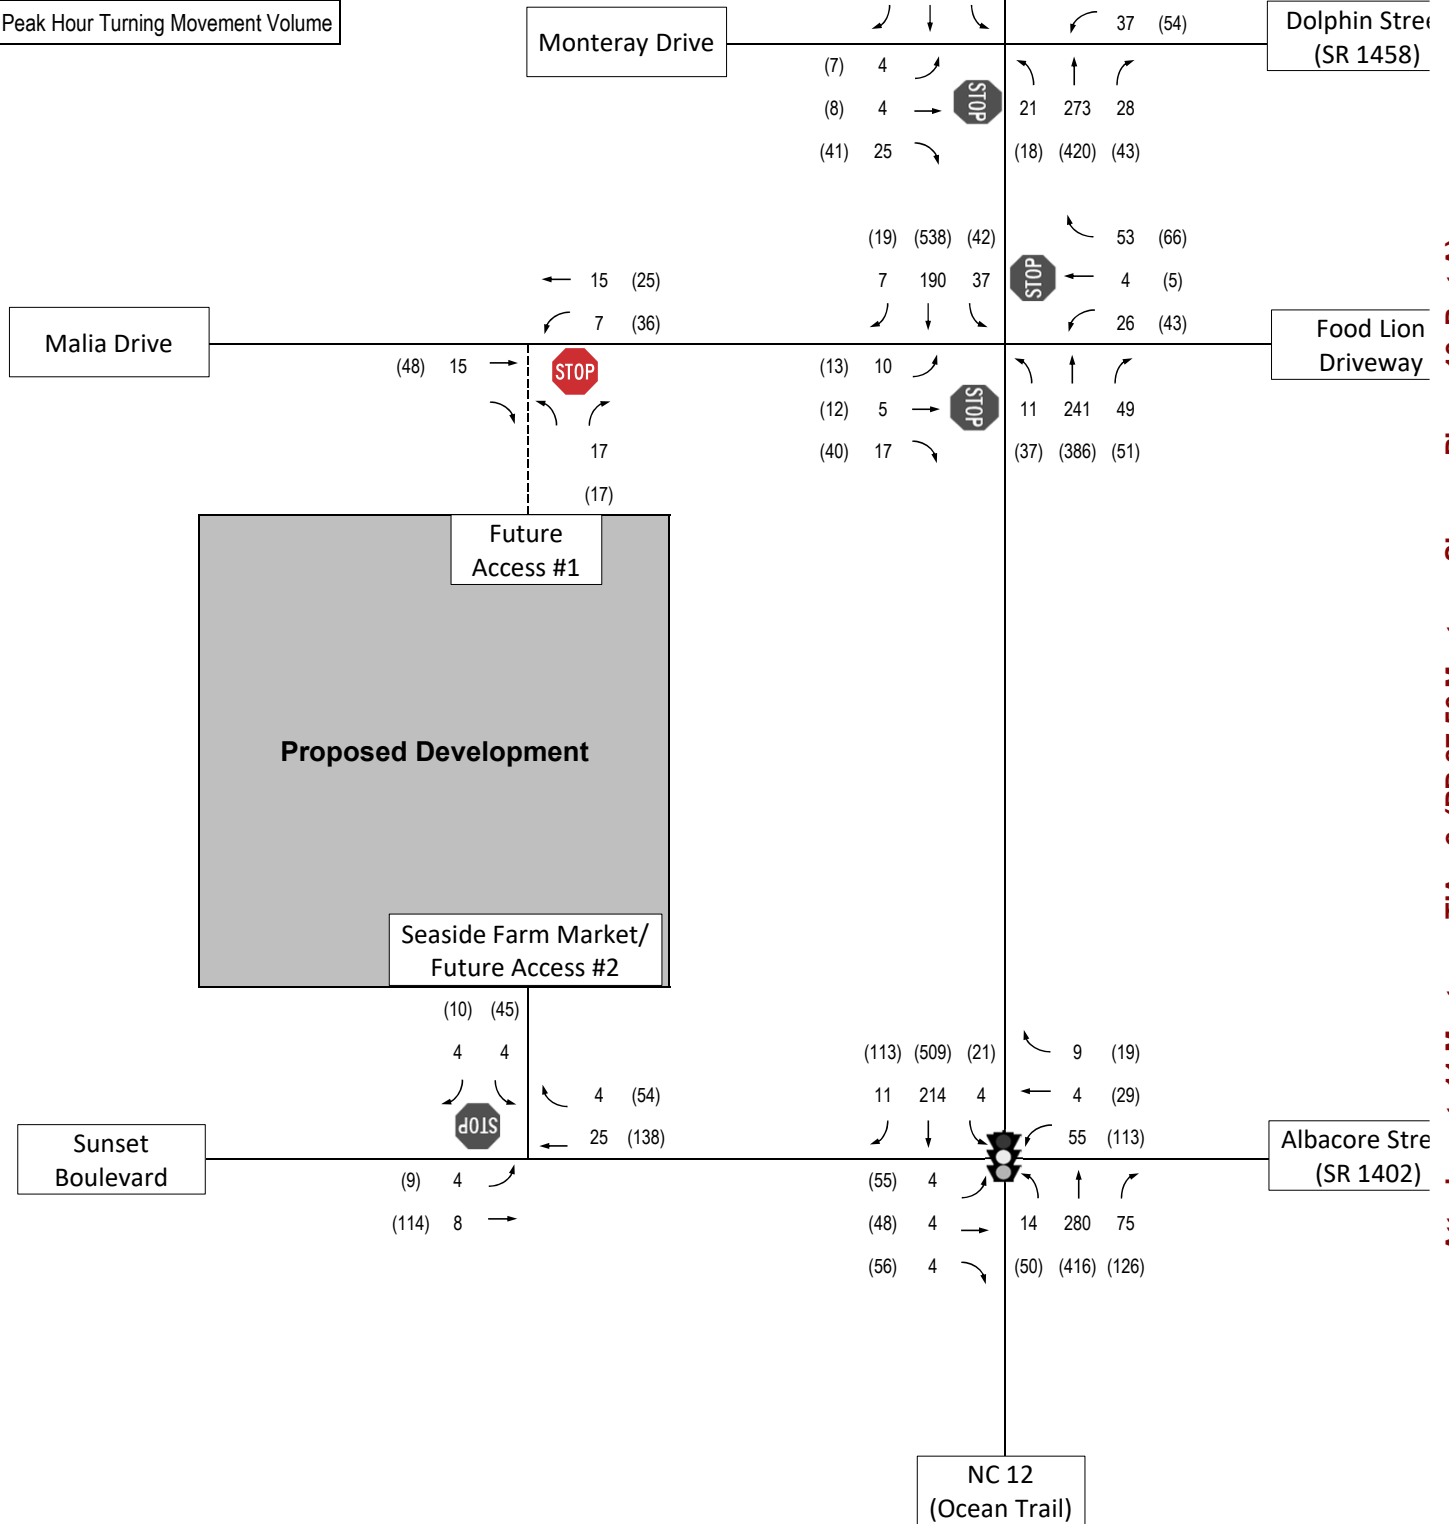 Peak Hour Turning Movement Volume
Monteray Drive
37 (54)
(SR 1458)
(7) 4
(8) 4
STOP
21 273 28
(41) 25
(18) (420) (43)
(19) (538) (42)
53 (66)
15 (25)
7 190 37
STOP
4 (5)
7 (36)
26 (43)
Malia Drive
Food Lion
Driveway
(48) 15
STOP
(13) 10
(12) 5
STOP
11 241 49
17
(40) 17
(37) (386) (51)
(17)
Future
Access #1
Proposed Development
Seaside Farm Market/
Future Access #2
(10) (45)
4 4
(113) (509) (21)
9 (19)
STOP
4 (54)
11 214 4
4 (29)
25 (138)
55 (113)
Sunset
Boulevard
Albacore Stre
(SR 1402)
(9) 4
(55) 4
(114) 8
(48) 4
14 280 75
(56) 4
(50) (416) (126)
NC 12
(Ocean Trail)